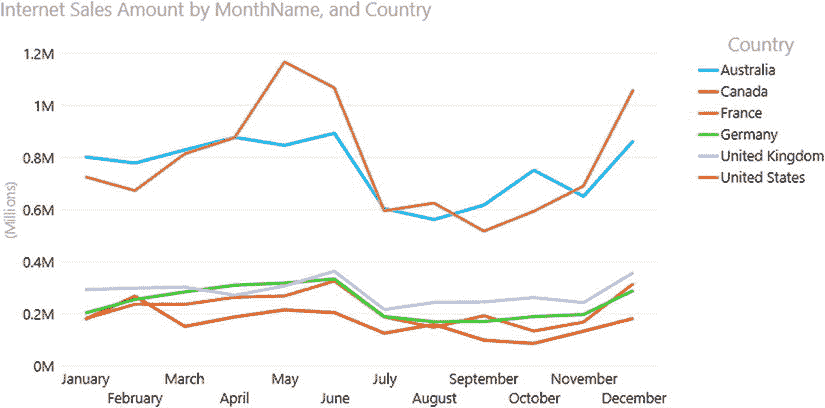 Internet Sales Amount by MonthName, and Country
Country
Australia
Canada
France
Germany
United Kingdom
United States
(Millions)
1.2M
1M
0.8M
0.6M
0.4M
0.2M
0M
January March May July September November
February April June August October December